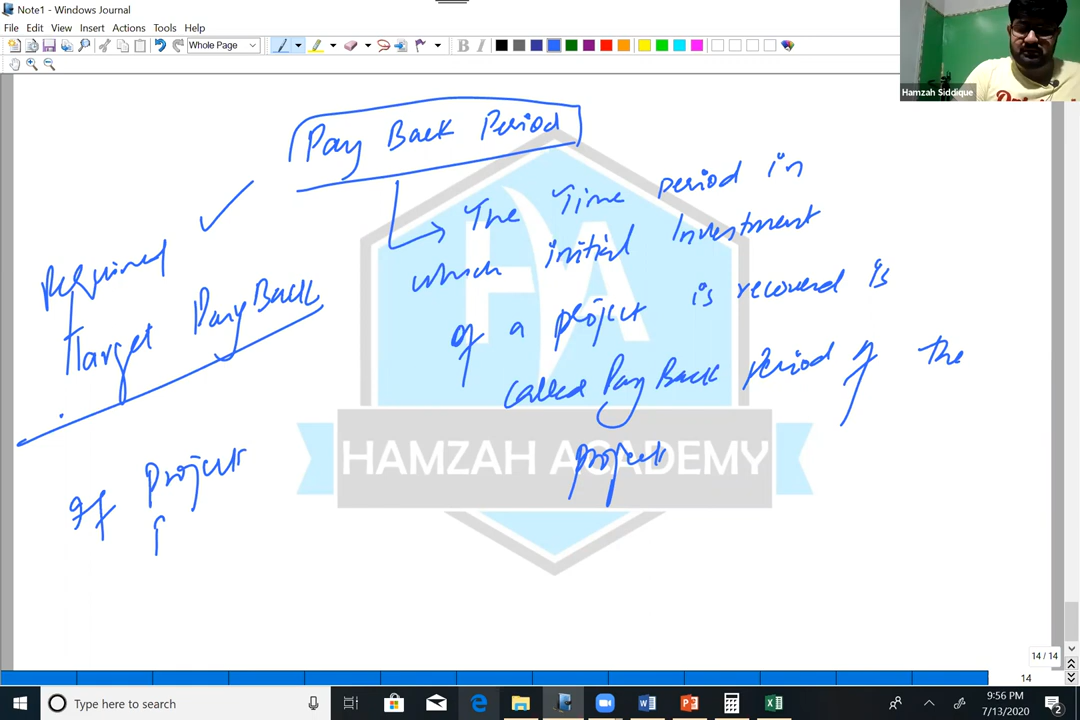 Note1 - Windows Journal
File Edit View Insert Actions Tools Help
Whole Page
B I
Hamzah Siddique
Pay Back Period
The Time period in
which initial Investment
of a project is recovered is
called Pay Back Period of the
project
Required
Target PayBack
If Project
P
HAMZAH ACADEMY
14 / 14
14
Type here to search
9:56 PM
7/13/2020
2